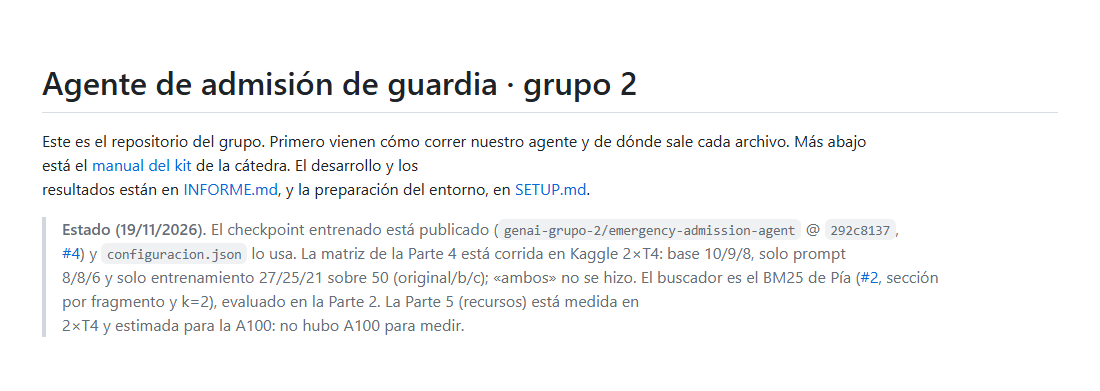 Agente de admisión de guardia · grupo 2
Este es el repositorio del grupo. Primero vienen cómo correr nuestro agente y de dónde sale cada archivo. Más abajo
está el manual del kit de la cátedra. El desarrollo y los
resultados están en INFORME.md, y la preparación del entorno, en SETUP.md.
Estado (19/11/2026). El checkpoint entrenado está publicado ( genai-grupo-2/emergency-admission-agent @ 292c8137 ,
#4) y configuracion.json lo usa. La matriz de la Parte 4 está corrida en Kaggle 2×T4: base 10/9/8, solo prompt
8/8/6 y solo entrenamiento 27/25/21 sobre 50 (original/b/c); «ambos» no se hizo. El buscador es el BM25 de Pía (#2, sección
por fragmento y k=2), evaluado en la Parte 2. La Parte 5 (recursos) está medida en
2×T4 y estimada para la A100: no hubo A100 para medir.